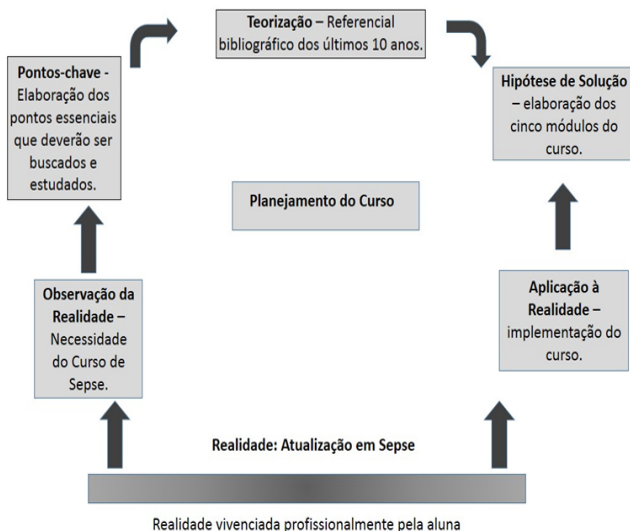 Teorização – Referencial
bibliográfico dos últimos 10 anos.
Pontos-chave -
Elaboração dos
pontos essenciais
que deverão ser
buscados e
estudados.
Hipótese de Solução
– elaboração dos
cinco módulos do
curso.
Planejamento do Curso
Observação da
Realidade –
Necessidade
do Curso de
Sepse.
Aplicação à
Realidade –
implementação do
curso.
Realidade: Atualização em Sepse
Realidade vivenciada profissionalmente pela aluna